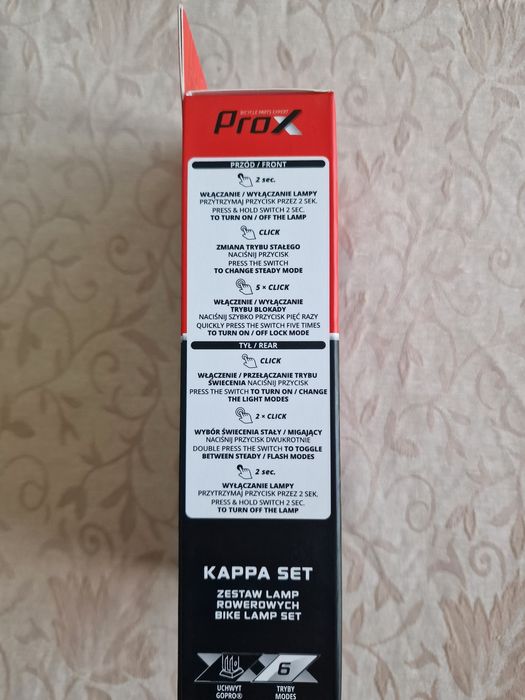 BICYCLE PARTS EXPERT
ProX
PRZÓD / FRONT
2 sec.
WŁĄCZANIE / WYŁĄCZANIE LAMPY
PRZYTRZYMAJ PRZYCISK PRZEZ 2 SEK.
PRESS & HOLD SWITCH 2 SEC.
TO TURN ON / OFF THE LAMP
CLICK
ZMIANA TRYBU STAŁEGO
NACIŚNIJ PRZYCISK
PRESS THE SWITCH
TO CHANGE STEADY MODE
5 × CLICK
WŁĄCZENIE / WYŁĄCZANIE
TRYBU BLOKADY
NACIŚNIJ SZYBKO PRZYCISK PIĘĆ RAZY
QUICKLY PRESS THE SWITCH FIVE TIMES
TO TURN ON / OFF LOCK MODE
TYŁ / REAR
CLICK
WŁĄCZENIE / PRZEŁĄCZANIE TRYBU
ŚWIECENIA NACIŚNIJ PRZYCISK
PRESS THE SWITCH TO TURN ON / CHANGE
THE LIGHT MODES
2 × CLICK
WYBÓR ŚWIECENIA STAŁY / MIGAJĄCY
NACIŚNIJ PRZYCISK DWUKROTNIE
DOUBLE PRESS THE SWITCH TO TOGGLE
BETWEEN STEADY / FLASH MODES
2 sec.
WYŁĄCZANIE LAMPY
PRZYTRZYMAJ PRZYCISK PRZEZ 2 SEK.
PRESS & HOLD SWITCH 2 SEC.
TO TURN OFF THE LAMP
KAPPA SET
ZESTAW LAMP
ROWEROWYCH
BIKE LAMP SET
6
UCHWYT
GOPRO®
TRYBY
MODES